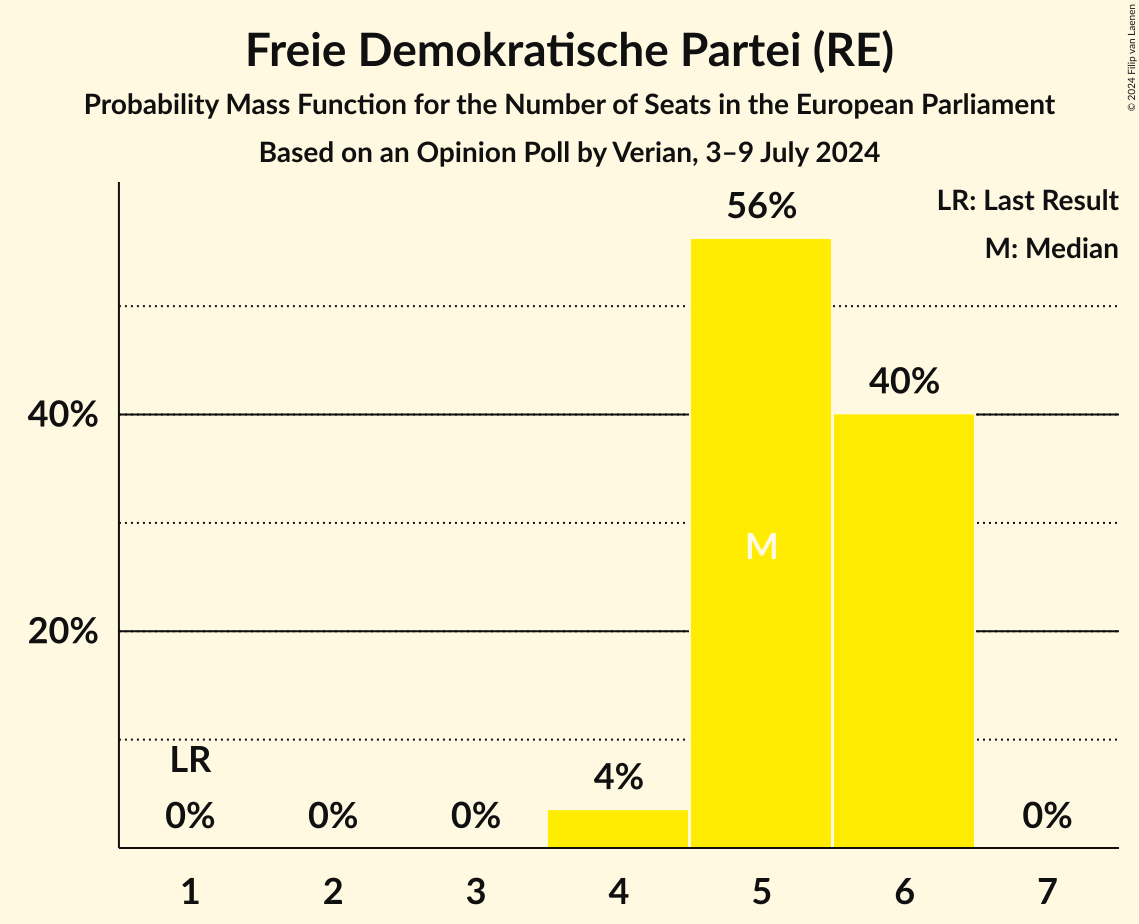 Freie Demokratische Partei (RE)
Probability Mass Function for the Number of Seats in the European Parliament
Based on an Opinion Poll by Verian, 3–9 July 2024
© 2024 Filip van Laenen
LR: Last Result
M: Median
56%
40%
40%
M
20%
LR
4%
0%
0%
0%
0%
1
2
3
4
5
6
7